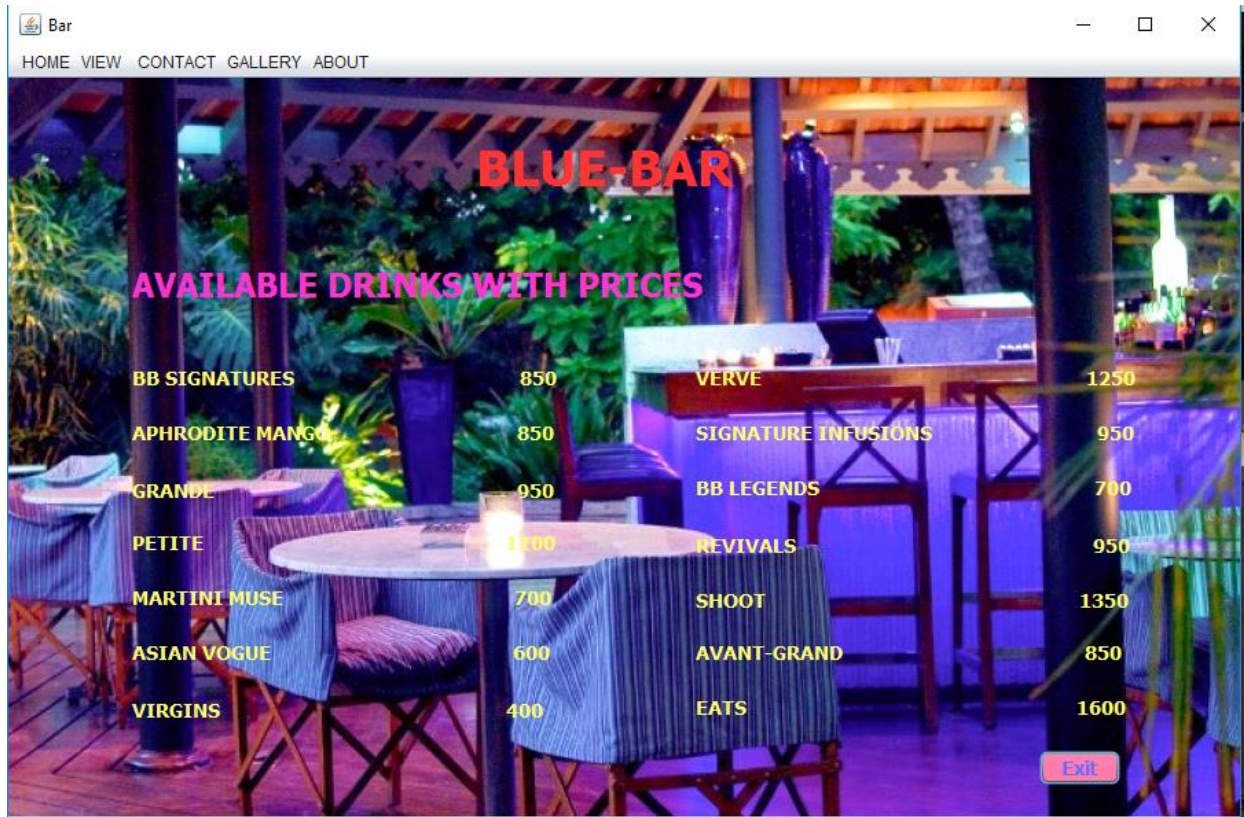 Bar
HOME VIEW CONTACT GALLERY ABOUT
BLUE-BAR
AVAILABLE DRINKS WITH PRICES
BB SIGNATURES 850 VERVE 1250
APHRODITE MANGO 850 SIGNATURE INFUSIONS 950
GRANDE 950 BB LEGENDS 700
PETITE 1200 REVIVALS 950
MARTINI MUSE 700 SHOOT 1350
ASIAN VOGUE 600 AVANT-GRAND 850
VIRGINS 400 EATS 1600
Exit